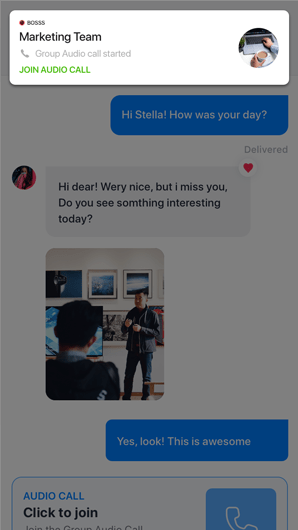 BOSSS
Marketing Team
Group Audio call started
JOIN AUDIO CALL
Hi Stella! How was your day?
Delivered
Hi dear! Wery nice, but i miss you,
Do you see somthing interesting
today?
Yes, look! This is awesome
AUDIO CALL
Click to join
Join the Group Audio Call